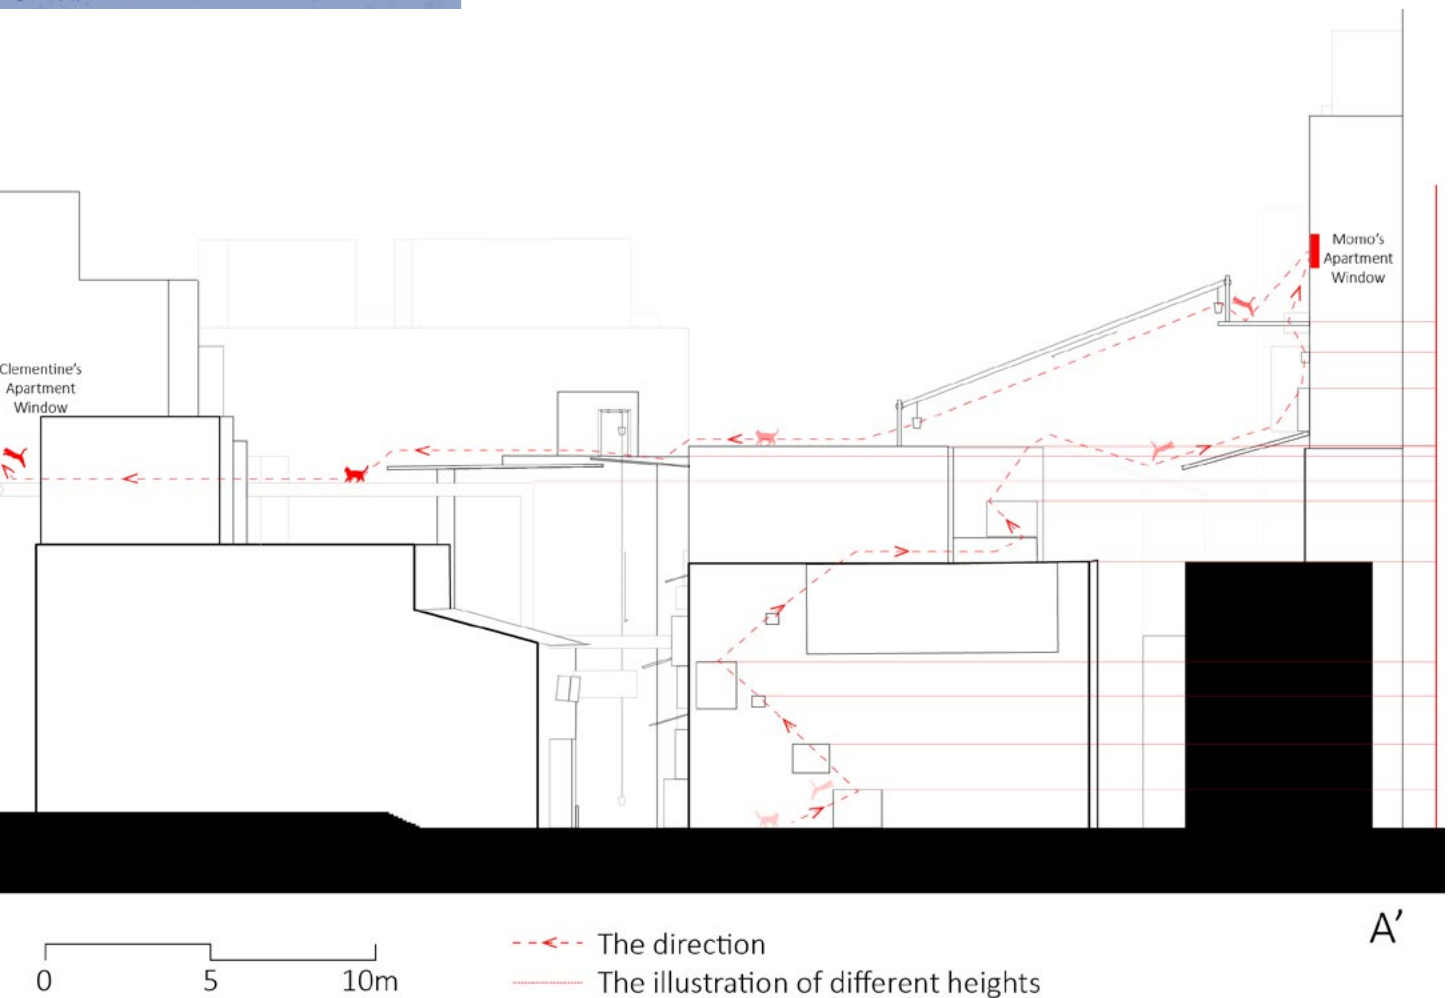 Momo's
Apartment
Window
Clementine's
Apartment
Window
A'
0 5 10m
The direction
The illustration of different heights